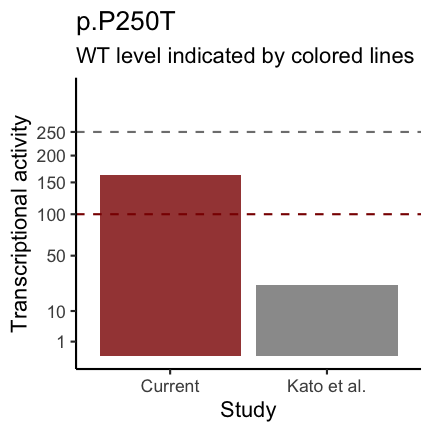 p.P250T
WT level indicated by colored lines
Transcriptional activity
250
200
150
100
50
10
1
Current Kato et al.
Study